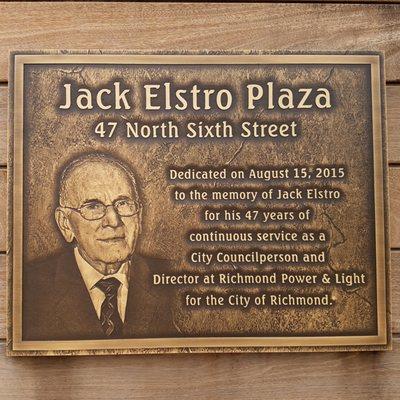 Jack Elstro Plaza
47 North Sixth Street
Dedicated on August 15, 2015
to the memory of Jack Elstro
for his 47 years of
continuous service as a
City Councilperson and
Director at Richmond Power & Light
for the City of Richmond.